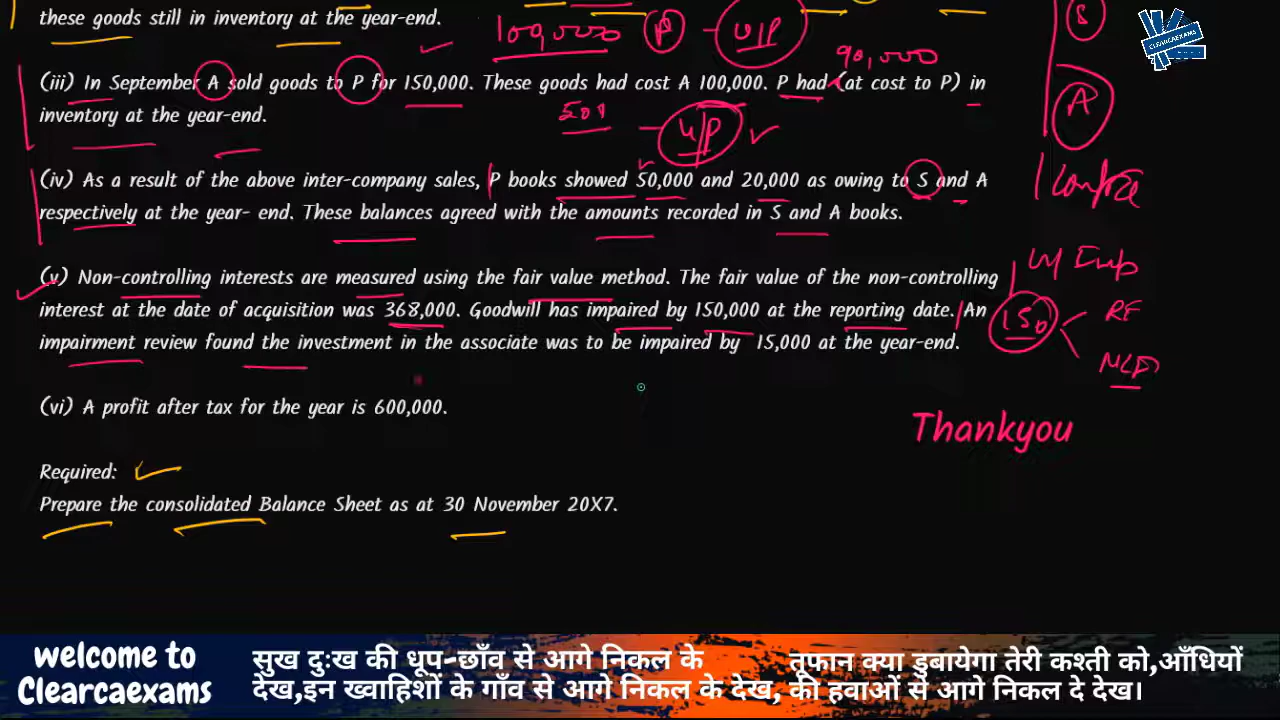 these goods still in inventory at the year-end.
100,000 P - U/P
S
CLEARCAEXAMS
90,000
(iii) In September A sold goods to P for 150,000. These goods had cost A 100,000. P had (at cost to P) in
inventory at the year-end.
50%
- U/P
A
(iv) As a result of the above inter-company sales, P books showed 50,000 and 20,000 as owing to S and A
respectively at the year- end. These balances agreed with the amounts recorded in S and A books.
(v) Non-controlling interests are measured using the fair value method. The fair value of the non-controlling
interest at the date of acquisition was 368,000. Goodwill has impaired by 150,000 at the reporting date. An
impairment review found the investment in the associate was to be impaired by 15,000 at the year-end.
150
(vi) A profit after tax for the year is 600,000.
Thankyou
Required:
Prepare the consolidated Balance Sheet as at 30 November 20X7.
welcome to
Clearcaexams
सुख दुःख की धूप-छाँव से आगे निकल के
देख,इन ख्वाहिशों के गाँव से आगे निकल के देख,
तूफान क्या डुबायेगा तेरी कश्ती को,आँधियों
की हवाओं से आगे निकल दे देख।